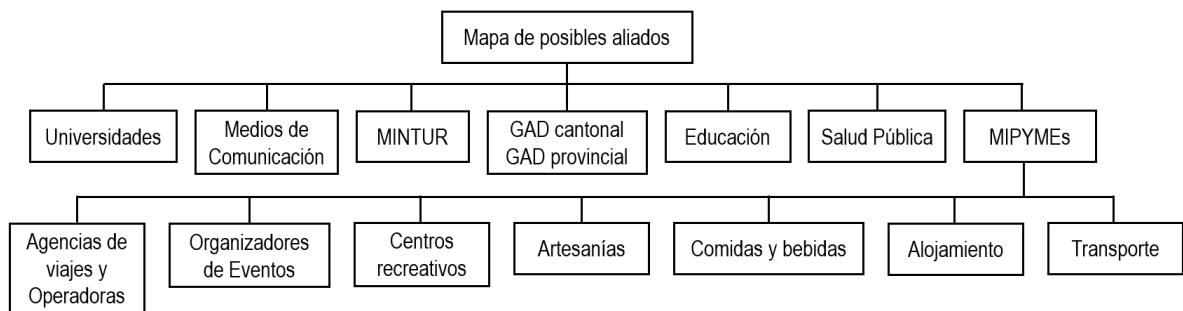 Mapa de posibles aliados
Universidades
Medios de
Comunicación
MINTUR
GAD cantonal
GAD provincial
Educación
Salud Pública
MIPYMEs
Agencias de
viajes y
Operadoras
Organizadores
de Eventos
Centros
recreativos
Artesanías
Comidas y bebidas
Alojamiento
Transporte